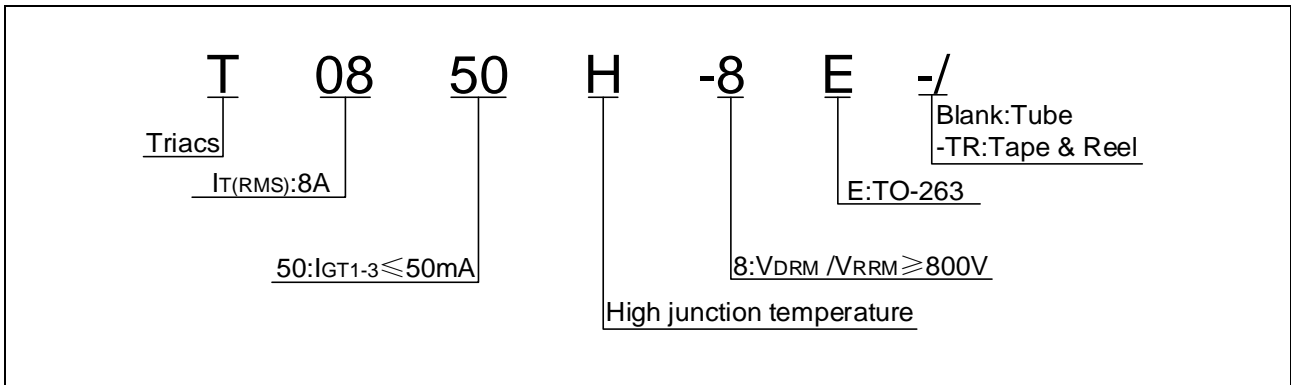 T 08 50 H -8 E -/
Blank:Tube
-TR:Tape & Reel
Triacs
IT(RMS):8A
E:TO-263
50:IGT1-3≤50mA
8:VDRM /VRRM≥800V
High junction temperature